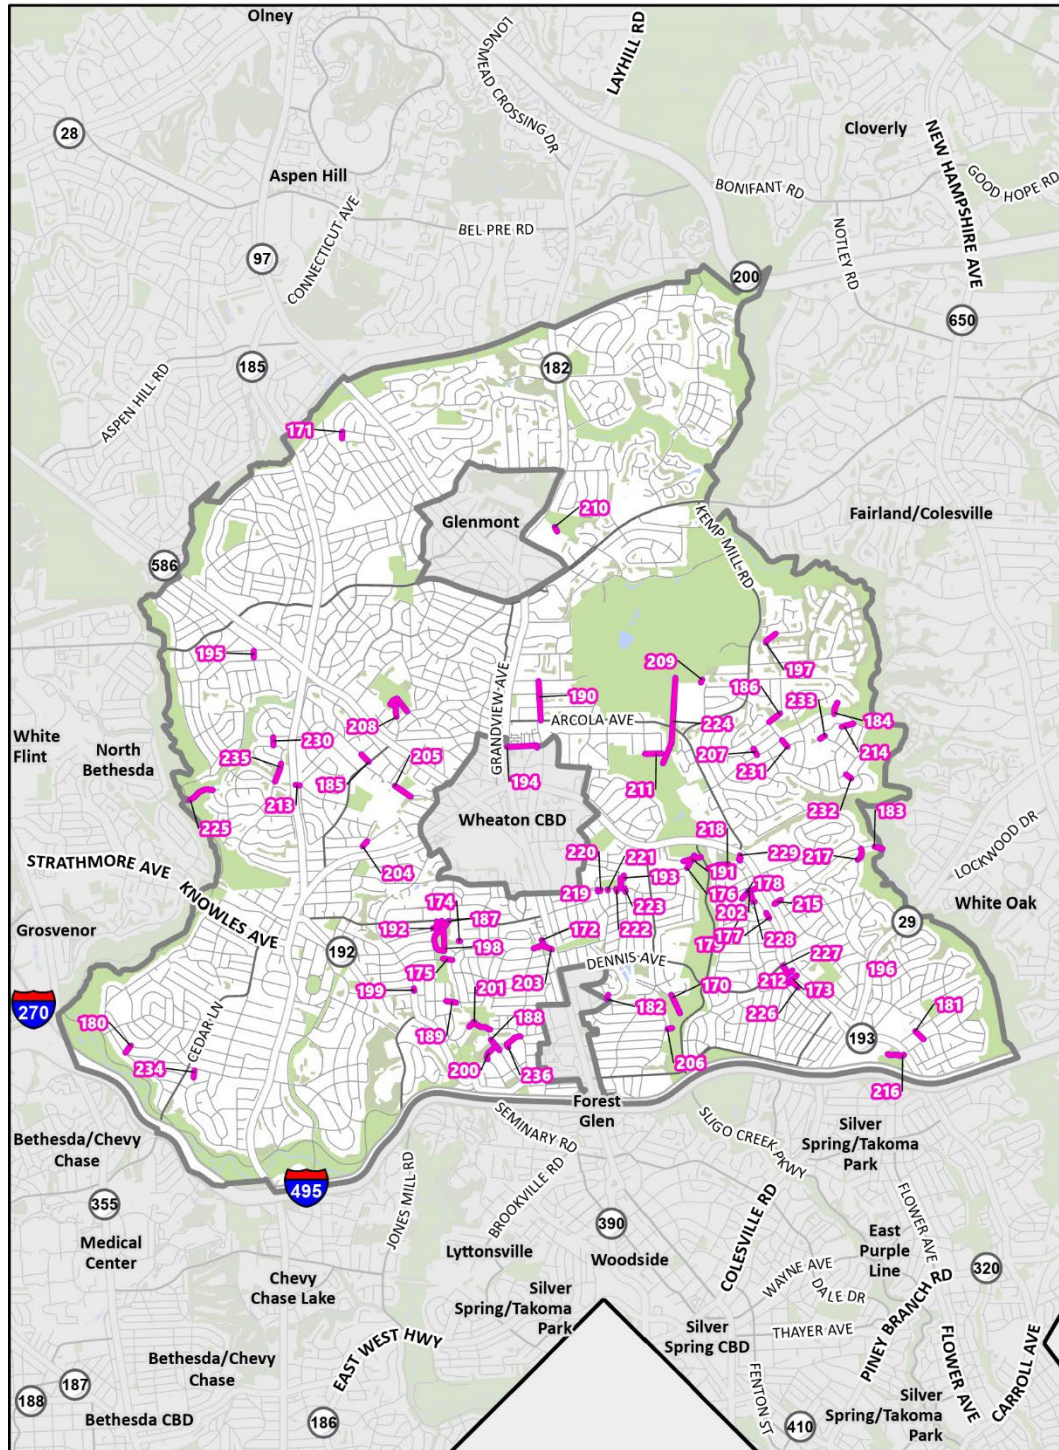 Olney
LONGMEAD CROSSING DR
LAYHILL RD
28
Cloverly
NEW HAMPSHIRE AVE
GOOD HOPE RD
Aspen Hill
BONIFANT RD
CONNECTICUT AVE
BEL PRE RD
NOTLEY RD
97
200
650
185
182
ASPEN HILL RD
171
210
Glenmont
KEMP MILL RD
Fairland/Colesville
586
195
209
197
190
186
233
GRANDVIEW AVE
ARCOLA AVE
184
208
224
White
Flint
North
Bethesda
230
235
205
207
214
185
194
231
213
211
225
232
183
Wheaton CBD
218
LOCKWOOD DR
204
220
221
229
217
STRATHMORE AVE
193
191
KNOWLES AVE
219
176
178
174
187
223
202
215
White Oak
222
192
172
177
29
Grosvenor
198
179
228
192
227
175
DENNIS AVE
196
203
212
173
199
201
170
270
182
226
181
188
189
CEDAR LN
180
193
206
200
236
234
216
Forest
Glen
SEMINARY RD
SLIGO CREEK PKWY
Silver
Spring/Takoma
Park
Bethesda/Chevy
Chase
495
JONES MILL RD
BROOKVILLE RD
355
390
COLESVILLE RD
FLOWER AVE
Medical
Center
Lyttonsville
Woodside
East
Purple
Line
320
WAYNE AVE
Chevy
Chase Lake
Silver
Spring/Takoma
Park
DALE DR
PINEY BRANCH RD
Silver
Spring CBD
THAYER AVE
EAST WEST HWY
Bethesda/Chevy
Chase
FLOWER AVE
CARROLL AVE
187
188
FENTON ST
Silver
Spring/Takoma
Park
Bethesda CBD
186
410